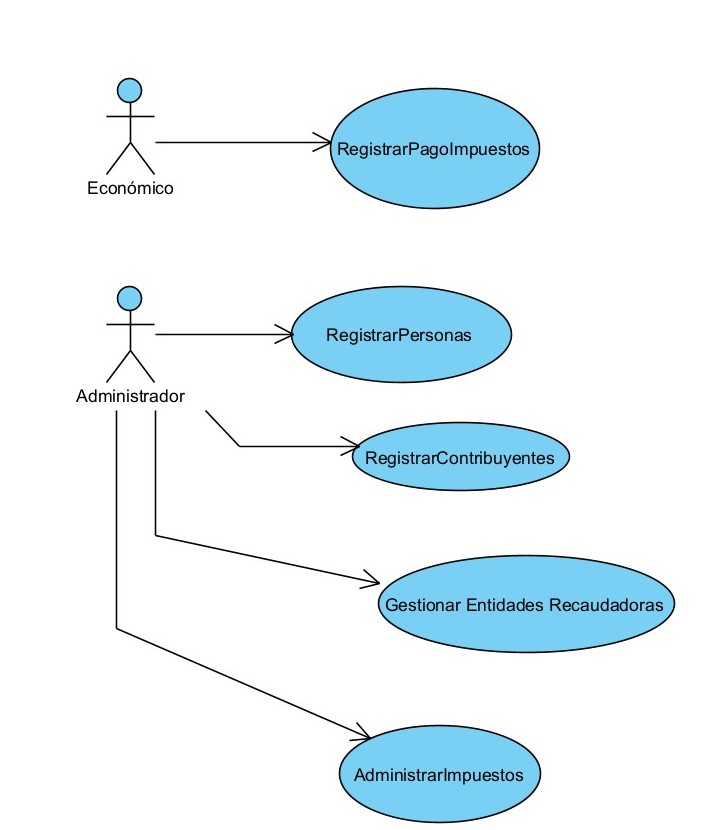 RegistrarPagoImpuestos
Económico
RegistrarPersonas
Administrador
RegistrarContribuyentes
Gestionar Entidades Recaudadoras
AdministrarImpuestos